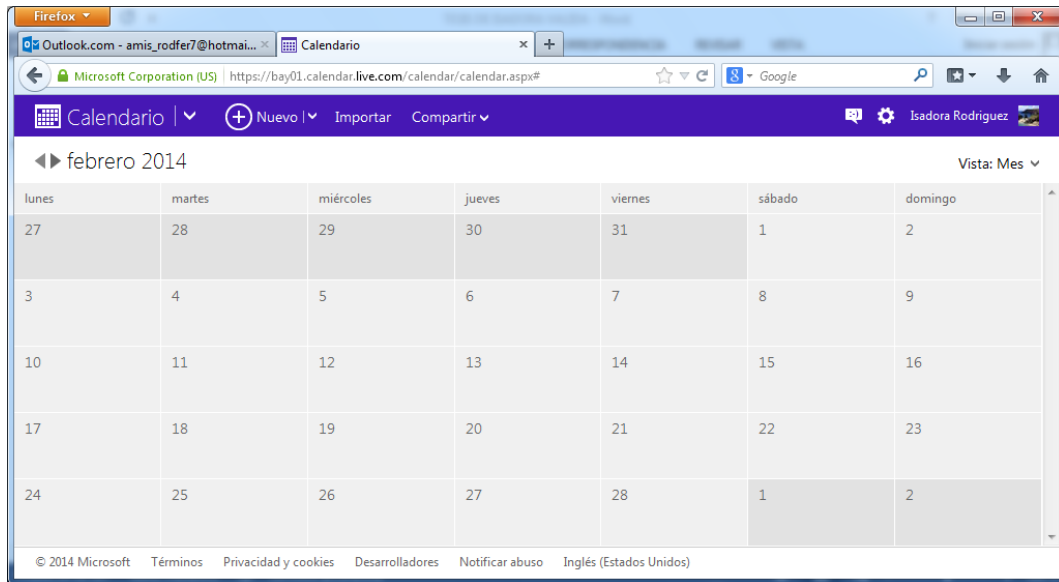 Firefox
Outlook.com - amis_rodfer7@hotmai... Calendario
Microsoft Corporation (US) https://bay01.calendar.live.com/calendar/calendar.aspx# Google
Calendario Nuevo Importar Compartir Isadora Rodriguez
febrero 2014 Vista: Mes
lunes martes miércoles jueves viernes sábado domingo
27 28 29 30 31 1 2
3 4 5 6 7 8 9
10 11 12 13 14 15 16
17 18 19 20 21 22 23
24 25 26 27 28 1 2
© 2014 Microsoft Términos Privacidad y cookies Desarrolladores Notificar abuso Inglés (Estados Unidos)